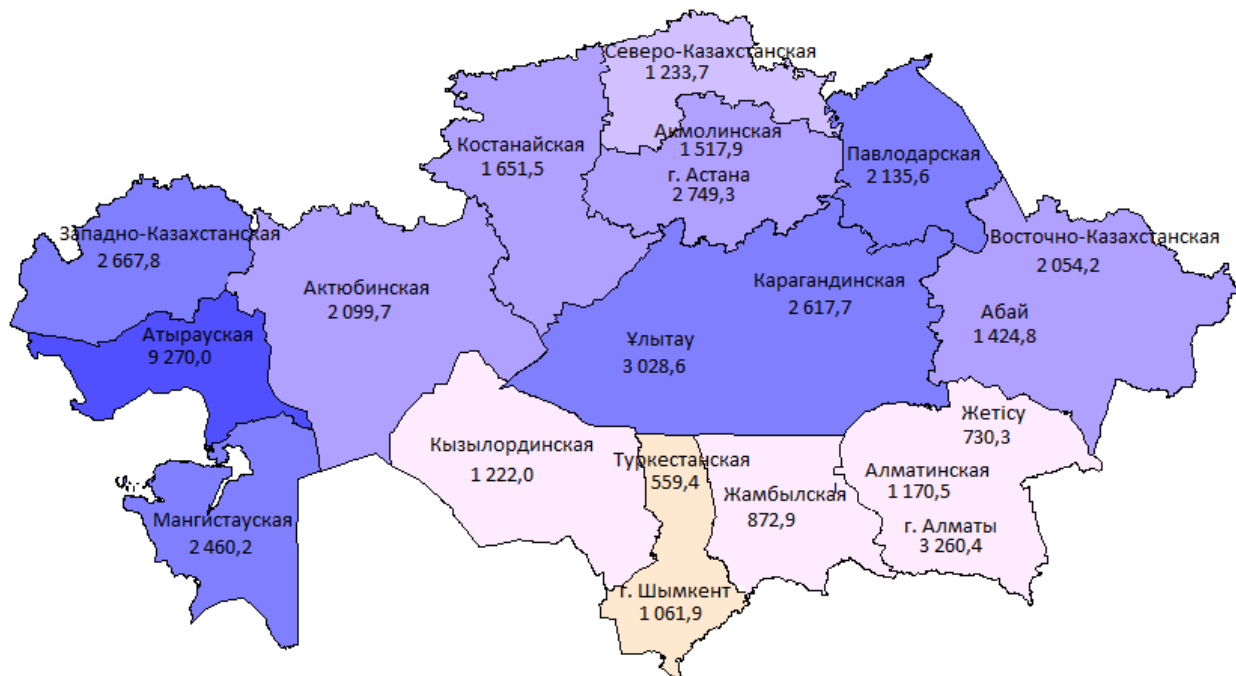 Северо-Казахстанская
1 233,7
Костанайская
1 651,5
Акмолинская
1 517,9
г. Астана
2 749,3
Павлодарская
2 135,6
Западно-Казахстанская
2 667,8
Восточно-Казахстанская
2 054,2
Актюбинская
2 099,7
Карагандинская
2 617,7
Абай
1 424,8
Атырауская
9 270,0
Ұлытау
3 028,6
Жетісу
730,3
Кызылординская
1 222,0
Туркестанская
559,4
Жамбылская
872,9
Алматинская
1 170,5
г. Алматы
3 260,4
Мангистауская
2 460,2
г. Шымкент
1 061,9